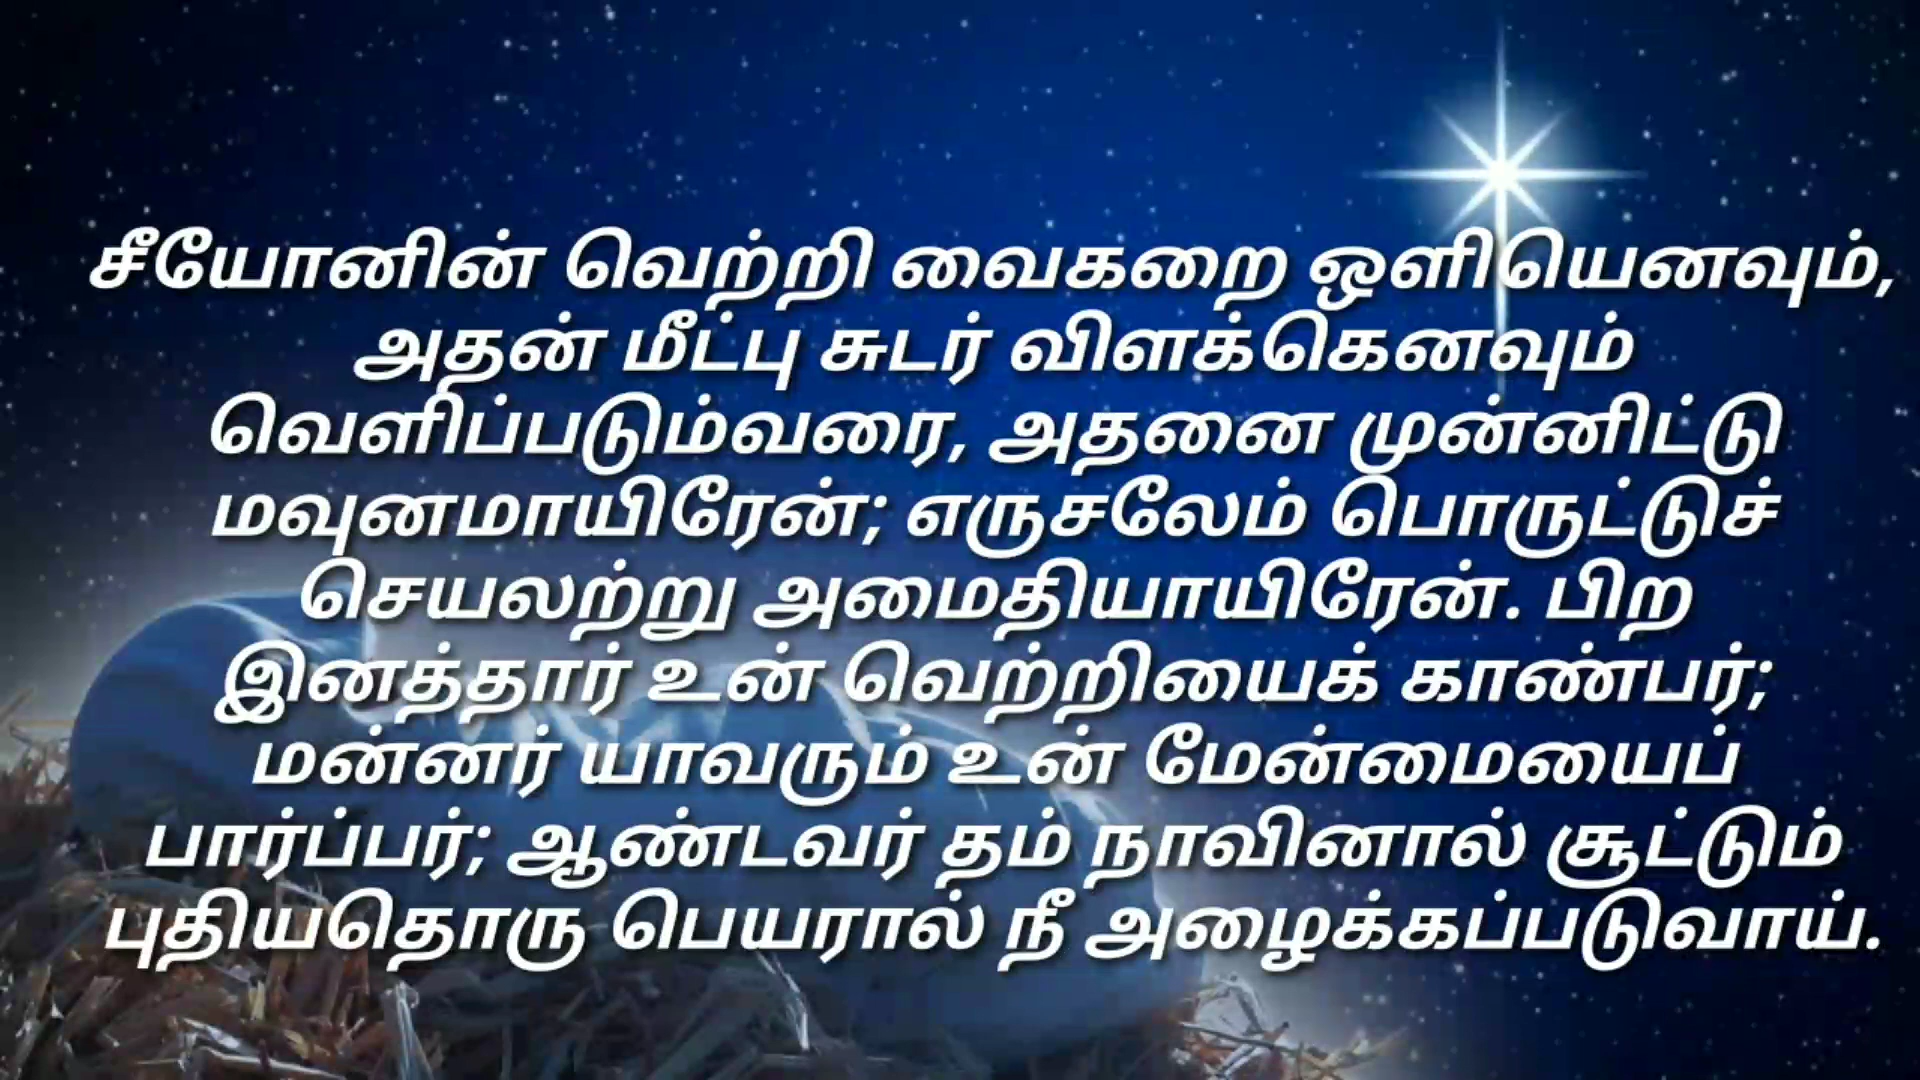 சீயோனின் வெற்றி வைகறை ஒளியெனவும்,
அதன் மீட்பு சுடர் விளக்கெனவும்
வெளிப்படும்வரை, அதனை முன்னிட்டு
மவுனமாயிரேன்; எருசலேம் பொருட்டுச்
செயலற்று அமைதியாயிரேன். பிற
இனத்தார் உன் வெற்றியைக் காண்பர்;
மன்னர் யாவரும் உன் மேன்மையைப்
பார்ப்பர்; ஆண்டவர் தம் நாவினால் சூட்டும்
புதியதொரு பெயரால் நீ அழைக்கப்படுவாய்.